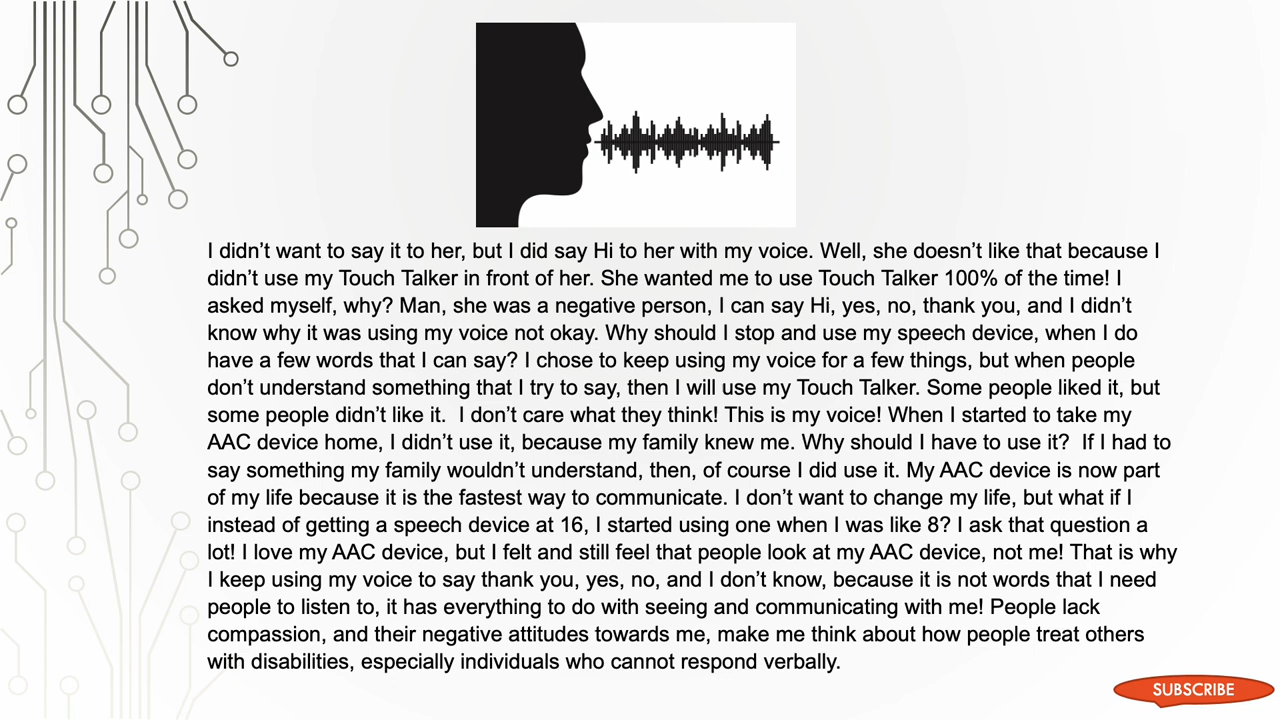 I didn’t want to say it to her, but I did say Hi to her with my voice. Well, she doesn’t like that because I
didn’t use my Touch Talker in front of her. She wanted me to use Touch Talker 100% of the time! I
asked myself, why? Man, she was a negative person, I can say Hi, yes, no, thank you, and I didn’t
know why it was using my voice not okay. Why should I stop and use my speech device, when I do
have a few words that I can say? I chose to keep using my voice for a few things, but when people
don’t understand something that I try to say, then I will use my Touch Talker. Some people liked it, but
some people didn’t like it.  I don’t care what they think! This is my voice! When I started to take my
AAC device home, I didn’t use it, because my family knew me. Why should I have to use it?  If I had to
say something my family wouldn’t understand, then, of course I did use it. My AAC device is now part
of my life because it is the fastest way to communicate. I don’t want to change my life, but what if I
instead of getting a speech device at 16, I started using one when I was like 8? I ask that question a
lot! I love my AAC device, but I felt and still feel that people look at my AAC device, not me! That is why
I keep using my voice to say thank you, yes, no, and I don’t know, because it is not words that I need
people to listen to, it has everything to do with seeing and communicating with me! People lack
compassion, and their negative attitudes towards me, make me think about how people treat others
with disabilities, especially individuals who cannot respond verbally.
SUBSCRIBE